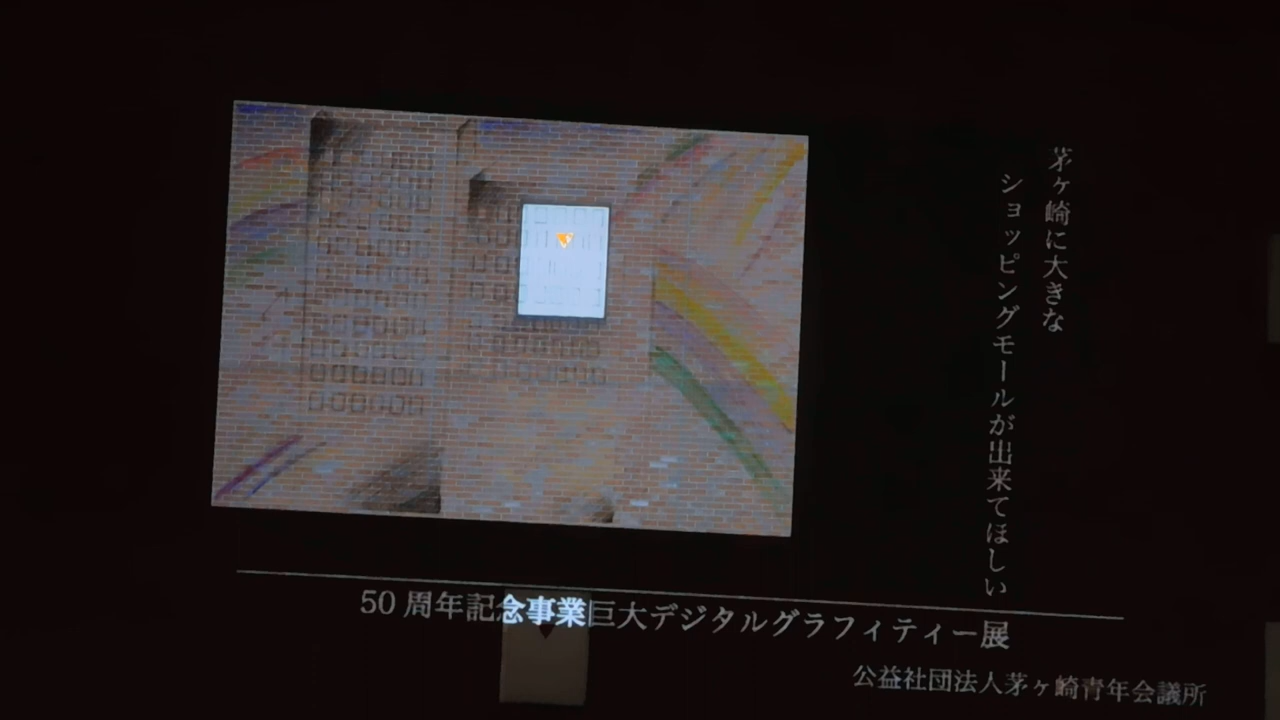 茅ヶ崎に大きな
ショッピングモールが出来てほしい
50周年記念事業巨大デジタルグラフィティー展
公益社団法人茅ヶ崎青年会議所